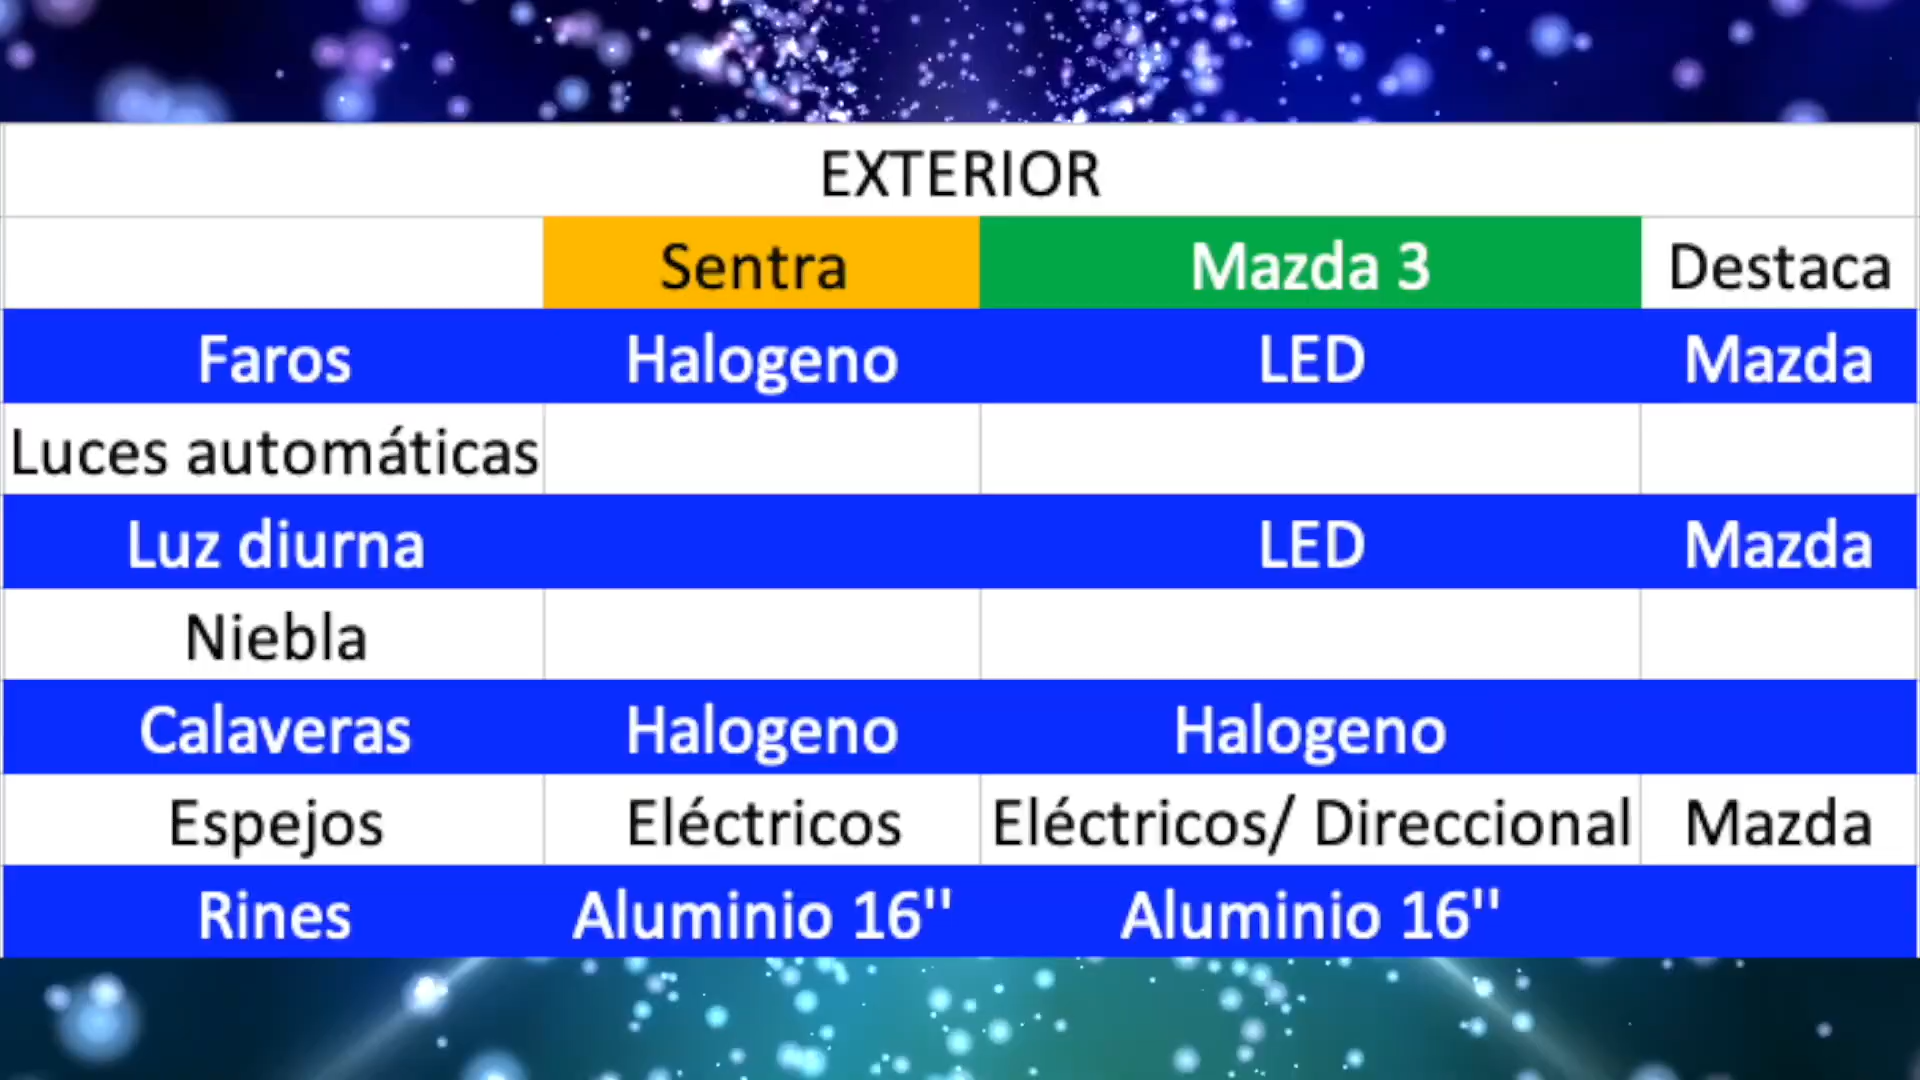 EXTERIOR
Sentra Mazda 3 Destaca
Faros Halogeno LED Mazda
Luces automáticas
Luz diurna LED Mazda
Niebla
Calaveras Halogeno Halogeno
Espejos Eléctricos Eléctricos/ Direccional Mazda
Rines Aluminio 16'' Aluminio 16''